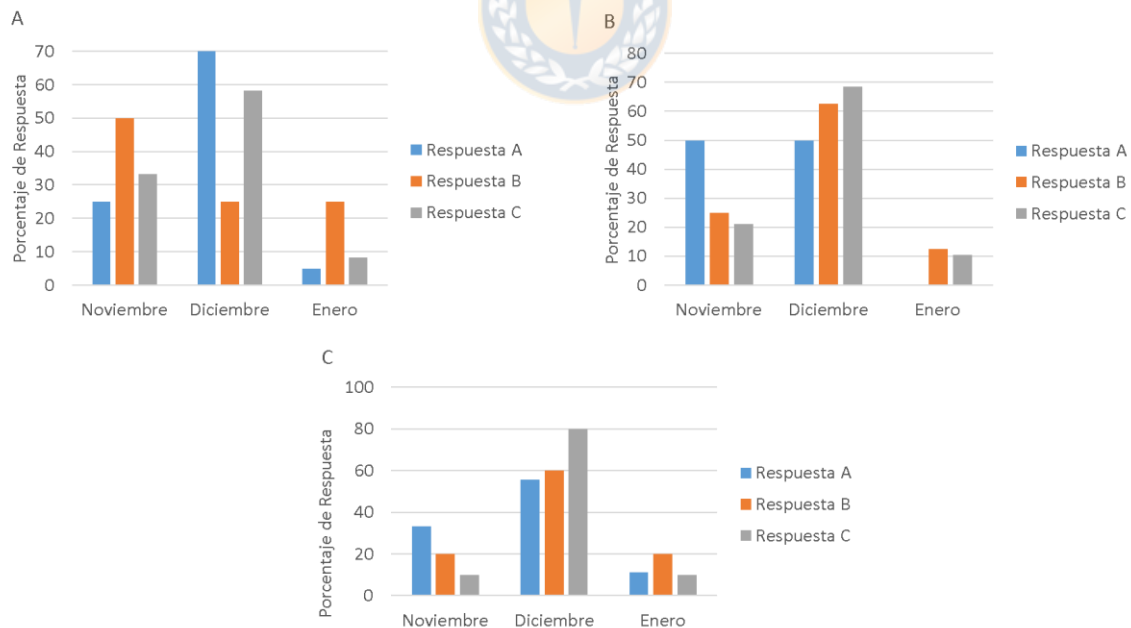 A
Porcentaje de Respuesta
70
60
50
40
30
20
10
0
Noviembre Diciembre Enero
Respuesta A
Respuesta B
Respuesta C
B
Porcentaje de Respuesta
80
70
60
50
40
30
20
10
0
Noviembre Diciembre Enero
Respuesta A
Respuesta B
Respuesta C
C
Porcentaje de Respuesta
100
80
60
40
20
0
Noviembre Diciembre Enero
Respuesta A
Respuesta B
Respuesta C